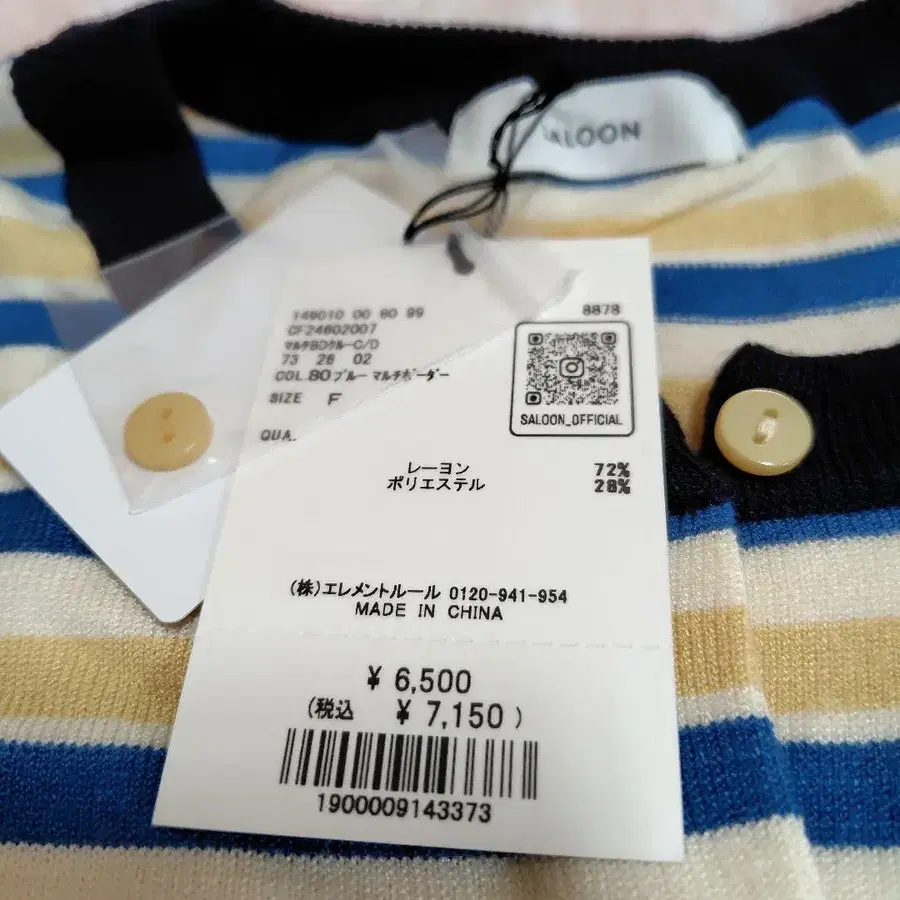 SALOON
146010 00 80 99
8878
CF24602007
マルチBDクルーC/D
73 26 02
COL.80ブルーマルチボーダー
SIZE F
SALOON_OFFICIAL
QUA.
レーヨン 72%
ポリエステル 28%
(株)エレメントルール 0120-941-954
MADE IN CHINA
¥ 6,500
(税込 ¥ 7,150)
1900009143373